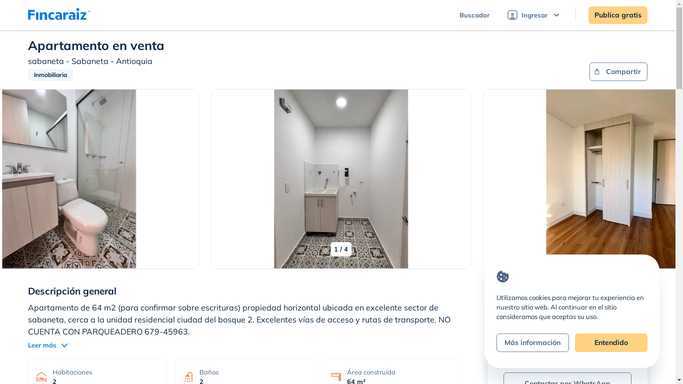 Fincaraiz
Buscador
Ingresar
Publica gratis
Apartamento en venta
sabaneta - Sabaneta - Antioquia
Inmobiliaria
Compartir
1 / 4
Descripción general
Apartamento de 64 m2 (para confirmar sobre escrituras) propiedad horizontal ubicada en excelente sector de
sabaneta, cerca a la unidad residencial ciudad del bosque 2. Excelentes vías de acceso y rutas de transporte. NO
CUENTA CON PARQUEADERO 679-45963.
Leer más
Habitaciones
2
Baños
2
Área construida
64 m²
Utilizamos cookies para mejorar tu experiencia en
nuestro sitio web. Al continuar en el sitio
consideramos que aceptas su uso.
Más información
Entendido
Contactar por WhatsApp